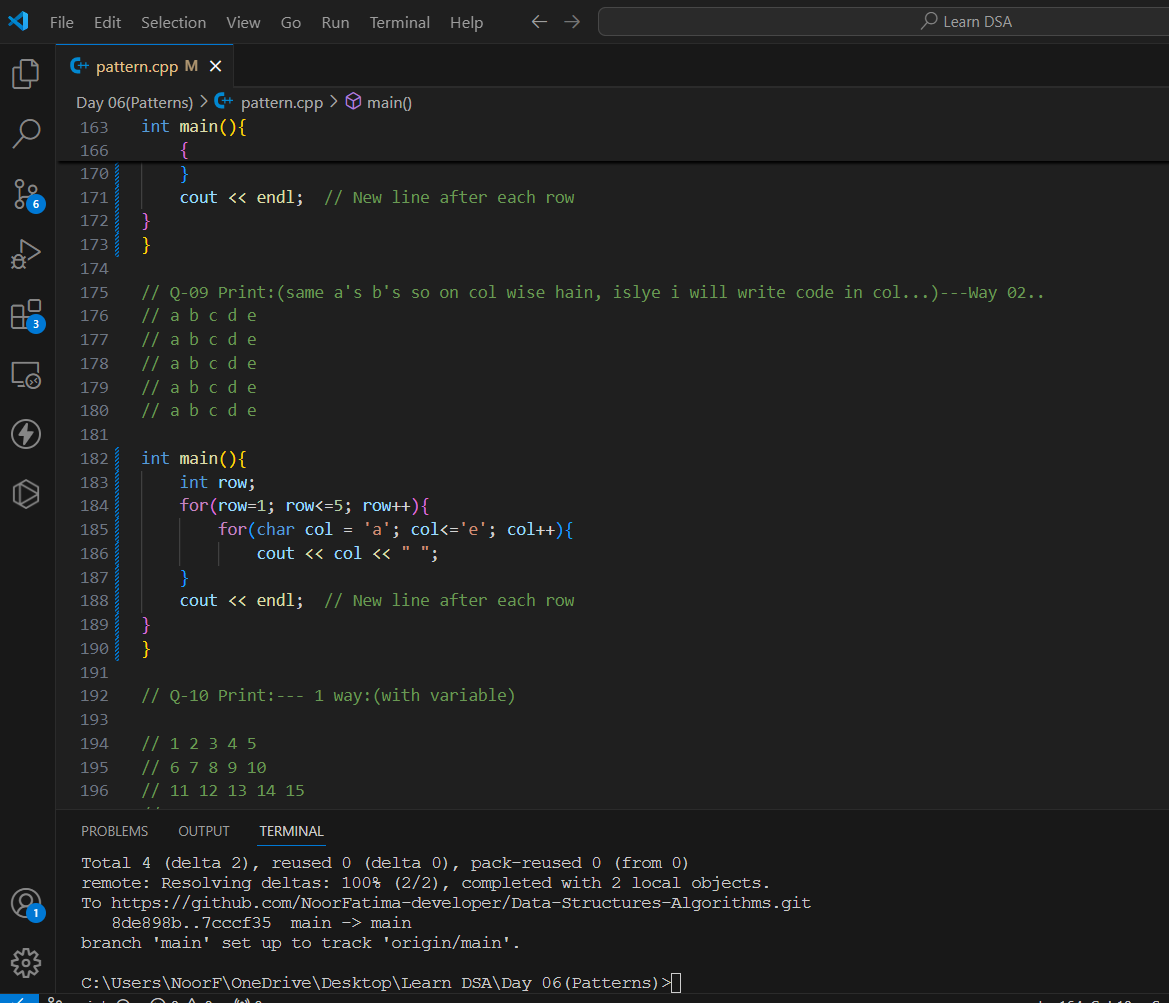 File Edit Selection View Go Run Terminal Help Learn DSA
pattern.cpp M
Day 06(Patterns) > pattern.cpp > main()
163 int main(){
166 {
170 }
171 cout << endl;  // New line after each row
172 }
173 }
174
175 // Q-09 Print:(same a's b's so on col wise hain, islye i will write code in col...)---Way 02..
176 // a b c d e
177 // a b c d e
178 // a b c d e
179 // a b c d e
180 // a b c d e
181
182 int main(){
183 int row;
184 for(row=1; row<=5; row++){
185 for(char col = 'a'; col<='e'; col++){
186 cout << col << " ";
187 }
188 cout << endl;  // New line after each row
189 }
190 }
191
192 // Q-10 Print:--- 1 way:(with variable)
193
194 // 1 2 3 4 5
195 // 6 7 8 9 10
196 // 11 12 13 14 15
6
3
1
PROBLEMS OUTPUT TERMINAL
Total 4 (delta 2), reused 0 (delta 0), pack-reused 0 (from 0)
remote: Resolving deltas: 100% (2/2), completed with 2 local objects.
To https://github.com/NoorFatima-developer/Data-Structures-Algorithms.git
8de898b..7cccf35  main -> main
branch 'main' set up to track 'origin/main'.
C:\Users\NoorF\OneDrive\Desktop\Learn DSA\Day 06(Patterns)>